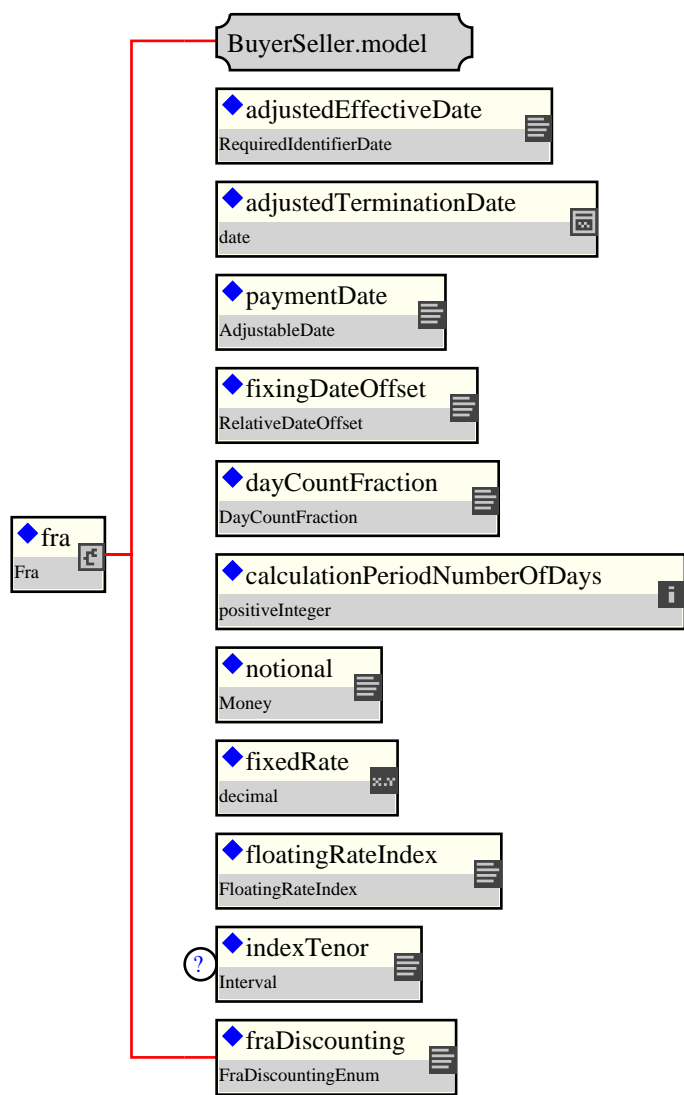 BuyerSeller.model
adjustedEffectiveDate
RequiredIdentifierDate
adjustedTerminationDate
date
paymentDate
AdjustableDate
fixingDateOffset
RelativeDateOffset
dayCountFraction
DayCountFraction
fra
Fra
calculationPeriodNumberOfDays
positiveInteger
notional
Money
fixedRate
x.Y
decimal
floatingRateIndex
FloatingRateIndex
?
indexTenor
Interval
fraDiscounting
FraDiscountingEnum